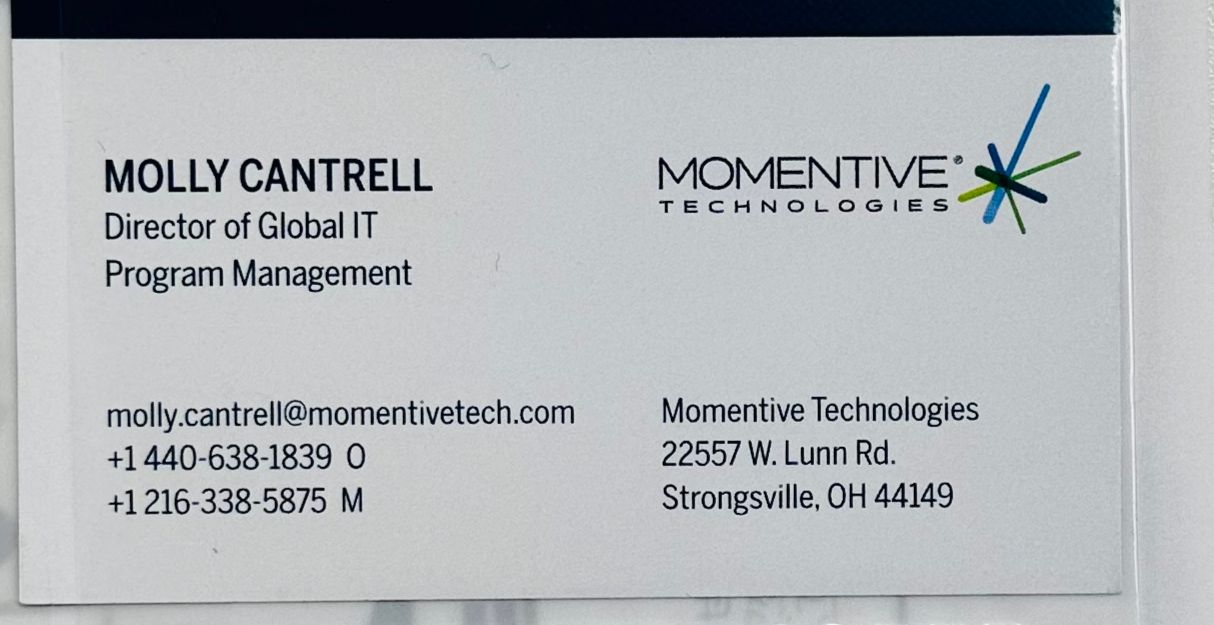 MOLLY CANTRELL
Director of Global IT
Program Management
MOMENTIVE®
TECHNOLOGIES
molly.cantrell@momentivetech.com
+1 440-638-1839 O
+1 216-338-5875 M
Momentive Technologies
22557 W. Lunn Rd.
Strongsville, OH 44149